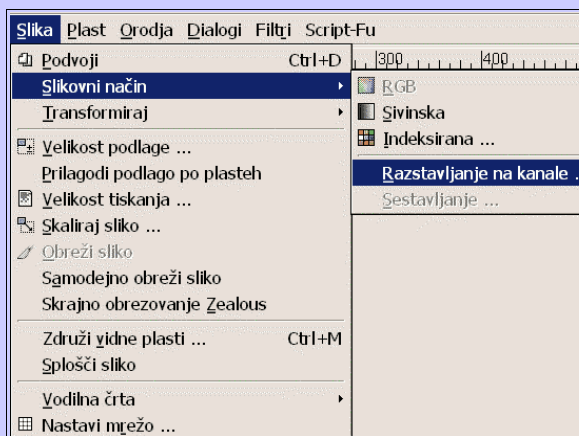 Slika Plast Orodja Dialogi Filtri Script-Fu
Podvoji Ctrl+D
Slikovni način
Transformiraj
Velikost podlage ...
Prilagodi podlago po plasteh
Velikost tiskanja ...
Skaliraj sliko ...
Obreži sliko
Samodejno obreži sliko
Skrajno obrezovanje Zealous
Združi vidne plasti ... Ctrl+M
Splošči sliko
Vodilna črta
Nastavi mrežo ...
300 400
RGB
Sivinska
Indeksirana ...
Razstavljanje na kanale .
Sestavljanje ...